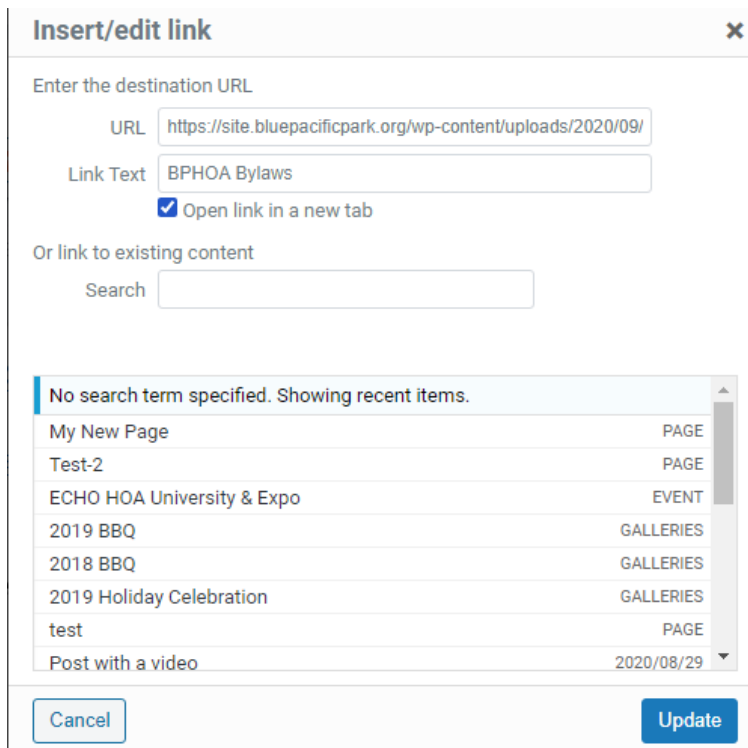 Insert/edit link
Enter the destination URL
URL https://site.bluepacificpark.org/wp-content/uploads/2020/09/
Link Text BPHOA Bylaws
Open link in a new tab
Or link to existing content
Search
No search term specified. Showing recent items.
My New Page PAGE
Test-2 PAGE
ECHO HOA University & Expo EVENT
2019 BBQ GALLERIES
2018 BBQ GALLERIES
2019 Holiday Celebration GALLERIES
test PAGE
Post with a video 2020/08/29
Cancel Update